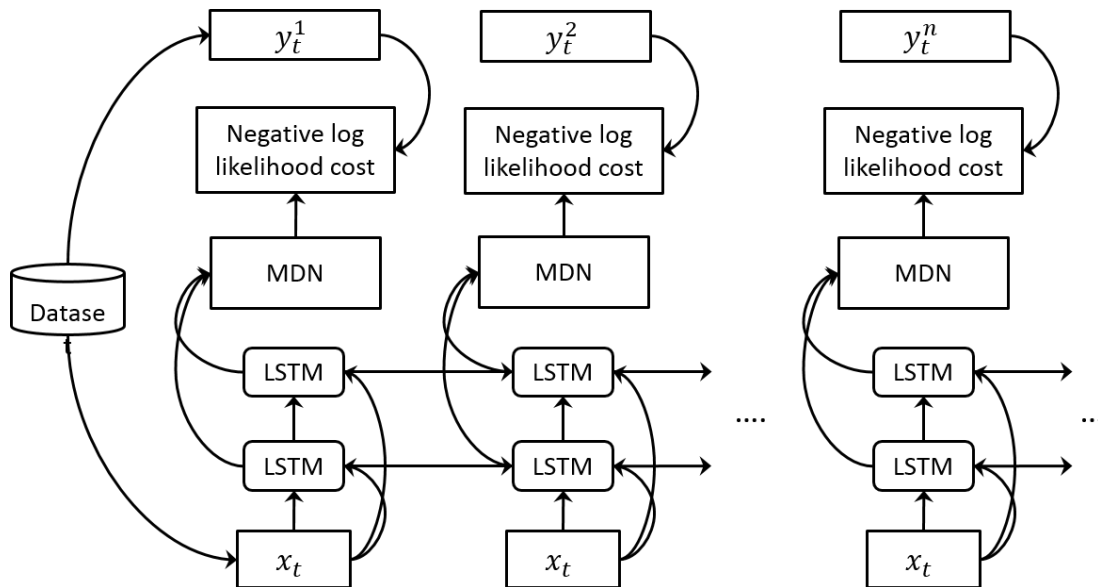 y_t^1
y_t^2
y_t^n
Negative log
likelihood cost
Negative log
likelihood cost
Negative log
likelihood cost
MDN
MDN
MDN
Datase
t
LSTM
LSTM
LSTM
....
...
LSTM
LSTM
LSTM
x_t
x_t
x_t